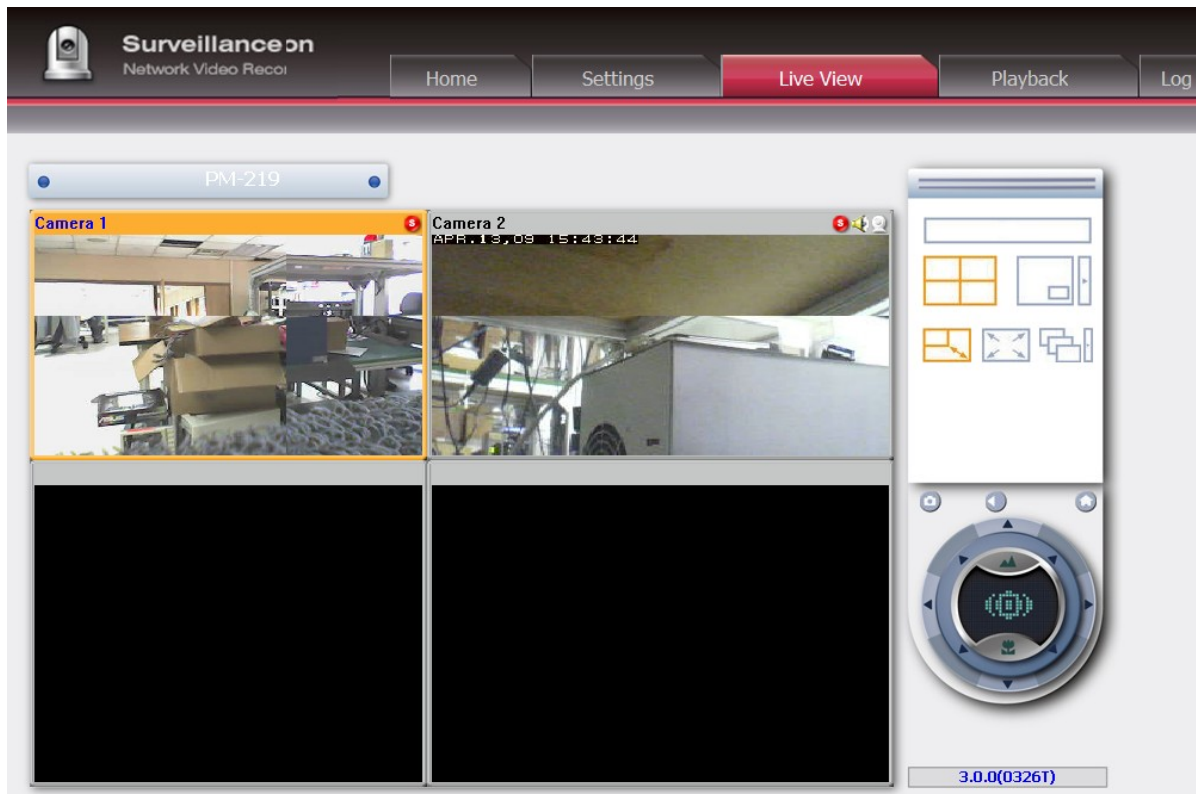 Surveillanceon
Network Video Recor
Home
Settings
Live View
Playback
Log
PM-219
Camera 1
S
Camera 2
S
APR.13,09 15:43:44
3.0.0(0326T)